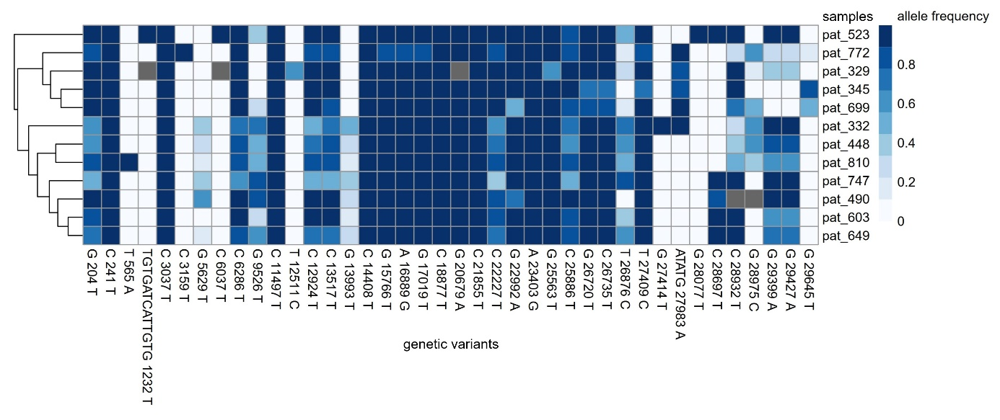 samples allele frequency
pat_523
pat_772
pat_329
pat_345
pat_699
pat_332
pat_448
pat_810
pat_747
pat_490
pat_603
pat_649
0.8
0.6
0.4
0.2
0
G 204 T
C 241 T
T 565 A
TGTGATCATTGTG 1232 T
C 3037 T
C 3159 T
G 5629 T
C 6037 T
C 6286 T
G 9526 T
C 11497 T
T 12511 C
C 12924 T
C 13517 T
G 13993 T
C 14408 T
G 15766 T
A 16889 G
G 17019 T
C 18877 T
G 20679 A
C 21855 T
C 22227 T
G 22992 A
A 23403 G
G 25563 T
C 25886 T
G 26720 T
C 26735 T
T 26876 C
T 27409 C
G 27414 T
ATATG 27983 A
G 28077 T
C 28697 T
C 28932 T
G 28975 C
G 29399 A
G 29427 A
G 29645 T
genetic variants